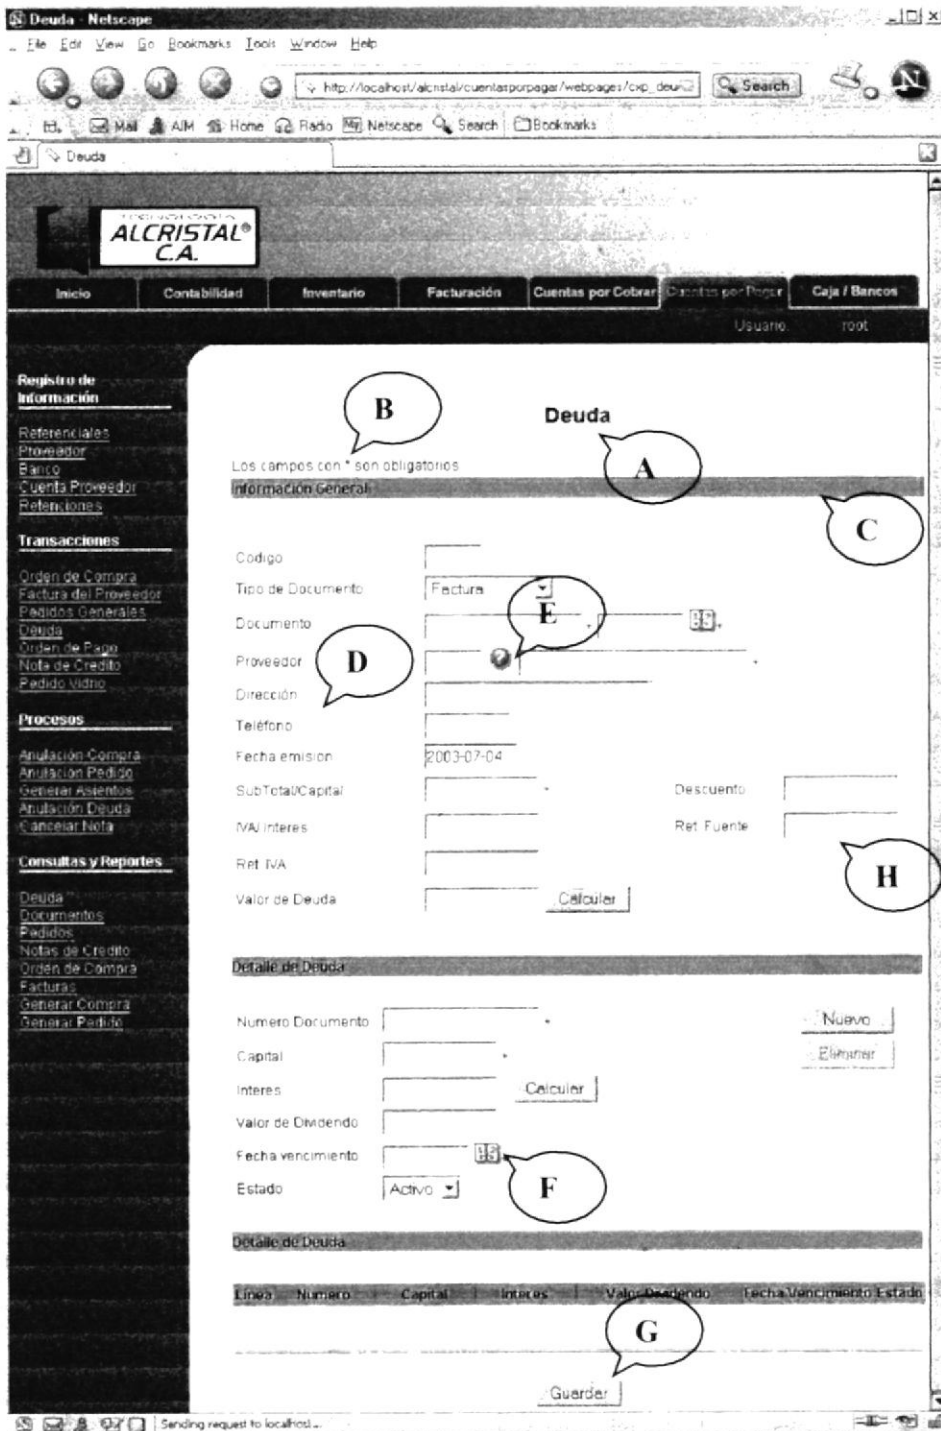 Deuda - Netscape
File Edit View Go Bookmarks Tools Window Help
http://localhost/alcristal/cuentasporpagar/webpages/cxp_deu Search
Mail AIM Home Radio My Netscape Search Bookmarks
Deuda
ALCRISTAL®
C.A.
Inicio Contabilidad Inventario Facturación Cuentas por Cobrar Cuentas por Pagar Caja / Bancos
Usuario: root
Registro de
Información
Referenciales
Proveedor
Banco
Cuenta Proveedor
Retenciones
Transacciones
Orden de Compra
Factura del Proveedor
Pedidos Generales
Deuda
Orden de Pago
Nota de Credito
Pedido Vidrio
Procesos
Anulación Compra
Anulacion Pedido
Generar Asientos
Anulación Deuda
Cancelar Nota
Consultas y Reportes
Deuda
Documentos
Pedidos
Notas de Credito
Orden de Compra
Facturas
Generar Compra
Generar Pedido
B
Deuda
A
Los campos con * son obligatorios
Información General
C
Codigo
Tipo de Documento Factura
E
Documento
D
Proveedor
Dirección
Teléfono
Fecha emision 2003-07-04
SubTotal/Capital Descuento
IVA/Interes Ret. Fuente
H
Ret. IVA
Valor de Deuda Calcular
Detalle de Deuda
Numero Documento Nuevo
Capital Eliminar
Interes Calcular
Valor de Dividendo
Fecha vencimiento
F
Estado Activo
Detalle de Deuda
Linea Numero Capital Interes Valor Dividendo Fecha Vencimiento Estado
G
Guardar
Sending request to localhost...